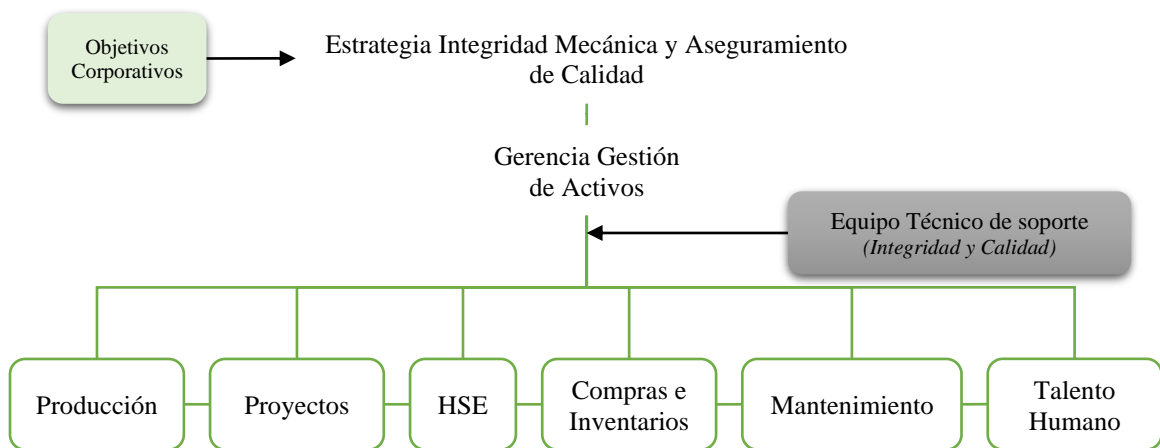 Objetivos
Corporativos
Estrategia Integridad Mecánica y Aseguramiento
de Calidad
Gerencia Gestión
de Activos
Equipo Técnico de soporte
(Integridad y Calidad)
Producción
Proyectos
HSE
Compras e
Inventarios
Mantenimiento
Talento
Humano